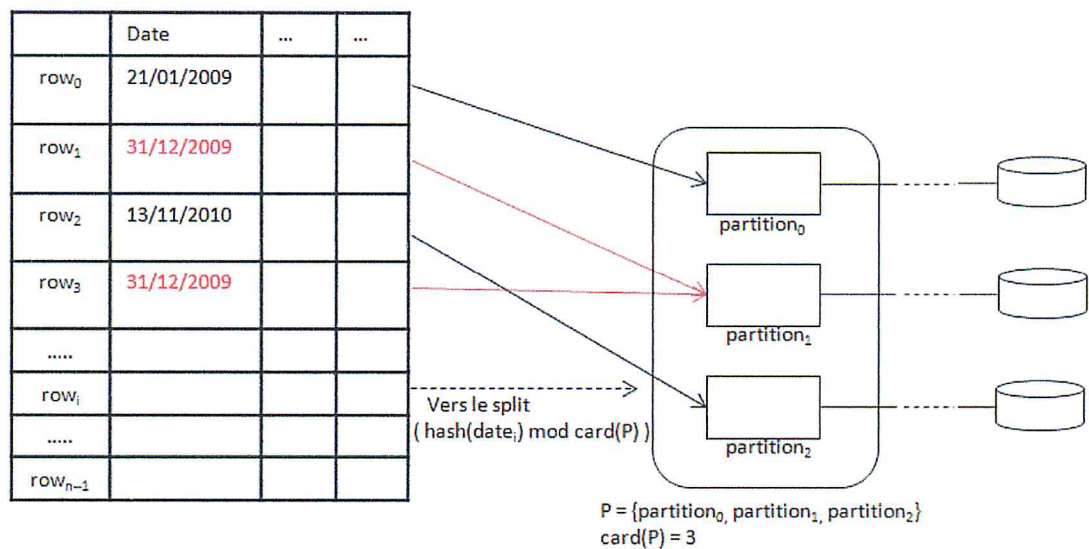 Date ... ...
row₀ 21/01/2009
row₁ 31/12/2009
row₂ 13/11/2010
row₃ 31/12/2009
.....
rowᵢ
.....
rowₙ₋₁
Vers le split
( hash(dateᵢ) mod card(P) )
partition₀
partition₁
partition₂
P = {partition₀, partition₁, partition₂}
card(P) = 3